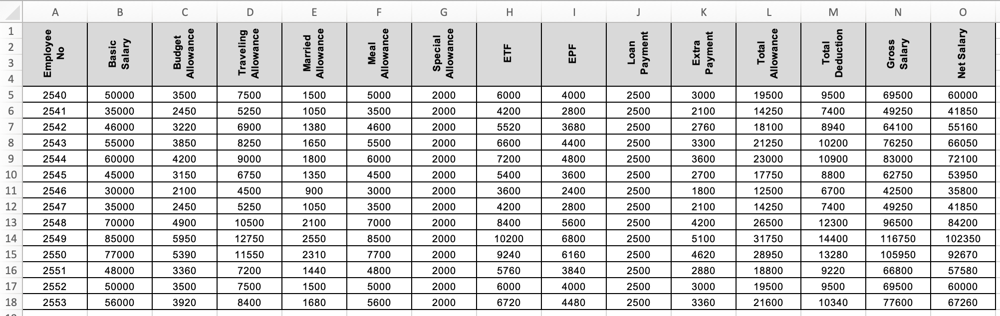 A B C D E F G H I J K L M N O
1 2 3 4 Employee No Basic Salary Budget Allowance Traveling Allowance Married Allowance Meal Allowance Special Allowance ETF EPF Loan Payment Extra Payment Total Allowance Total Deduction Gross Salary Net Salary
5 2540 50000 3500 7500 1500 5000 2000 6000 4000 2500 3000 19500 9500 69500 60000
6 2541 35000 2450 5250 1050 3500 2000 4200 2800 2500 2100 14250 7400 49250 41850
7 2542 46000 3220 6900 1380 4600 2000 5520 3680 2500 2760 18100 8940 64100 55160
8 2543 55000 3850 8250 1650 5500 2000 6600 4400 2500 3300 21250 10200 76250 66050
9 2544 60000 4200 9000 1800 6000 2000 7200 4800 2500 3600 23000 10900 83000 72100
10 2545 45000 3150 6750 1350 4500 2000 5400 3600 2500 2700 17750 8800 62750 53950
11 2546 30000 2100 4500 900 3000 2000 3600 2400 2500 1800 12500 6700 42500 35800
12 2547 35000 2450 5250 1050 3500 2000 4200 2800 2500 2100 14250 7400 49250 41850
13 2548 70000 4900 10500 2100 7000 2000 8400 5600 2500 4200 26500 12300 96500 84200
14 2549 85000 5950 12750 2550 8500 2000 10200 6800 2500 5100 31750 14400 116750 102350
15 2550 77000 5390 11550 2310 7700 2000 9240 6160 2500 4620 28950 13280 105950 92670
16 2551 48000 3360 7200 1440 4800 2000 5760 3840 2500 2880 18800 9220 66800 57580
17 2552 50000 3500 7500 1500 5000 2000 6000 4000 2500 3000 19500 9500 69500 60000
18 2553 56000 3920 8400 1680 5600 2000 6720 4480 2500 3360 21600 10340 77600 67260